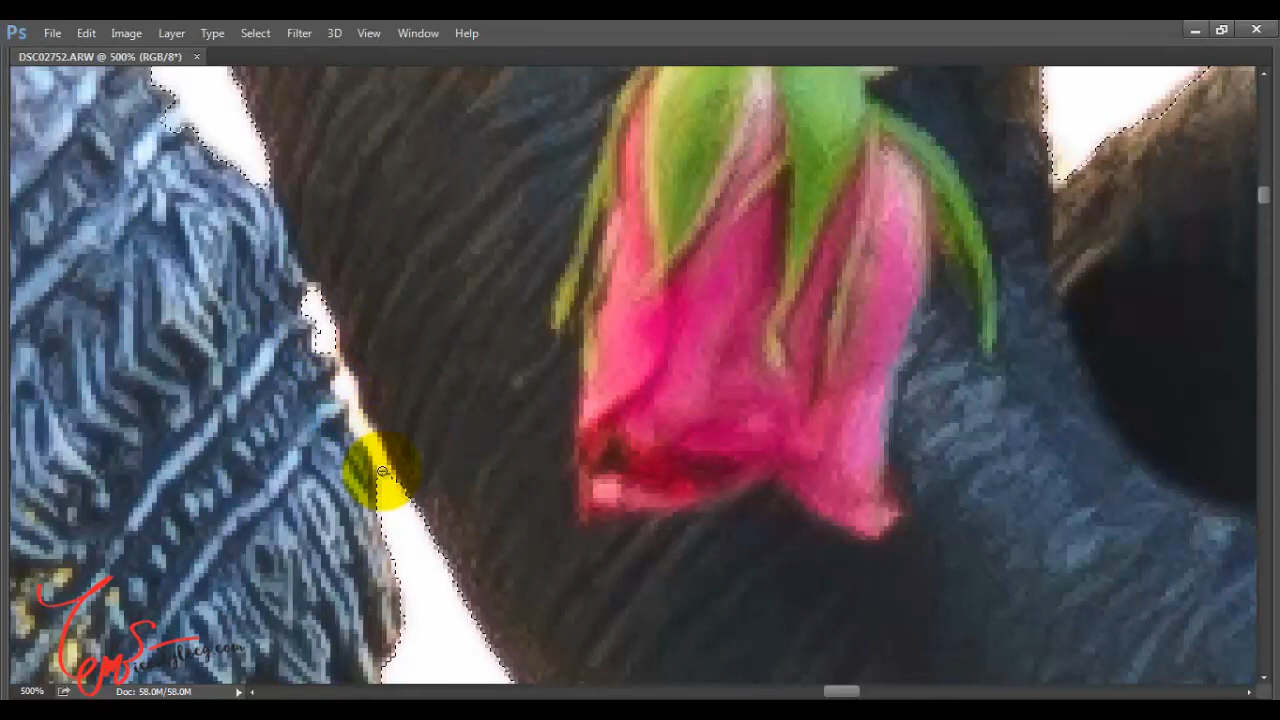 Ps File Edit Image Layer Type Select Filter 3D View Window Help
DSC02752.ARW @ 500% (RGB/8*) ×
500% Doc: 58.0M/58.0M